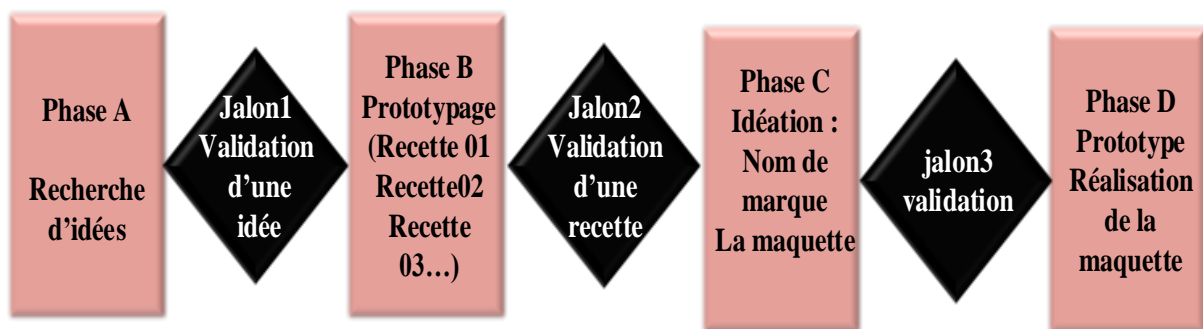 Phase A
Recherche
d'idées
Jalon1
Validation
d'une
idée
Phase B
Prototypage
(Recette 01
Recette02
Recette
03…)
Jalon2
Validation
d'une
recette
Phase C
Idéation :
Nom de
marque
La maquette
jalon3
validation
Phase D
Prototype
Réalisation
de la
maquette